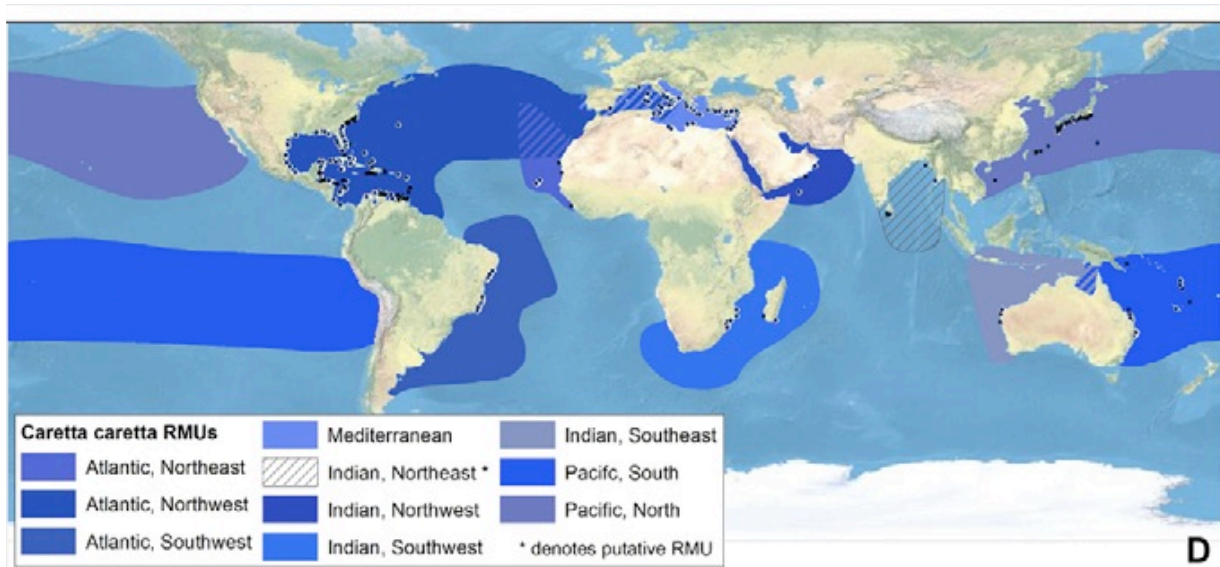 Caretta caretta RMUs
Atlantic, Northeast
Atlantic, Northwest
Atlantic, Southwest
Mediterranean
Indian, Northeast *
Indian, Northwest
Indian, Southwest
Indian, Southeast
Pacifc, South
Pacific, North
* denotes putative RMU
D